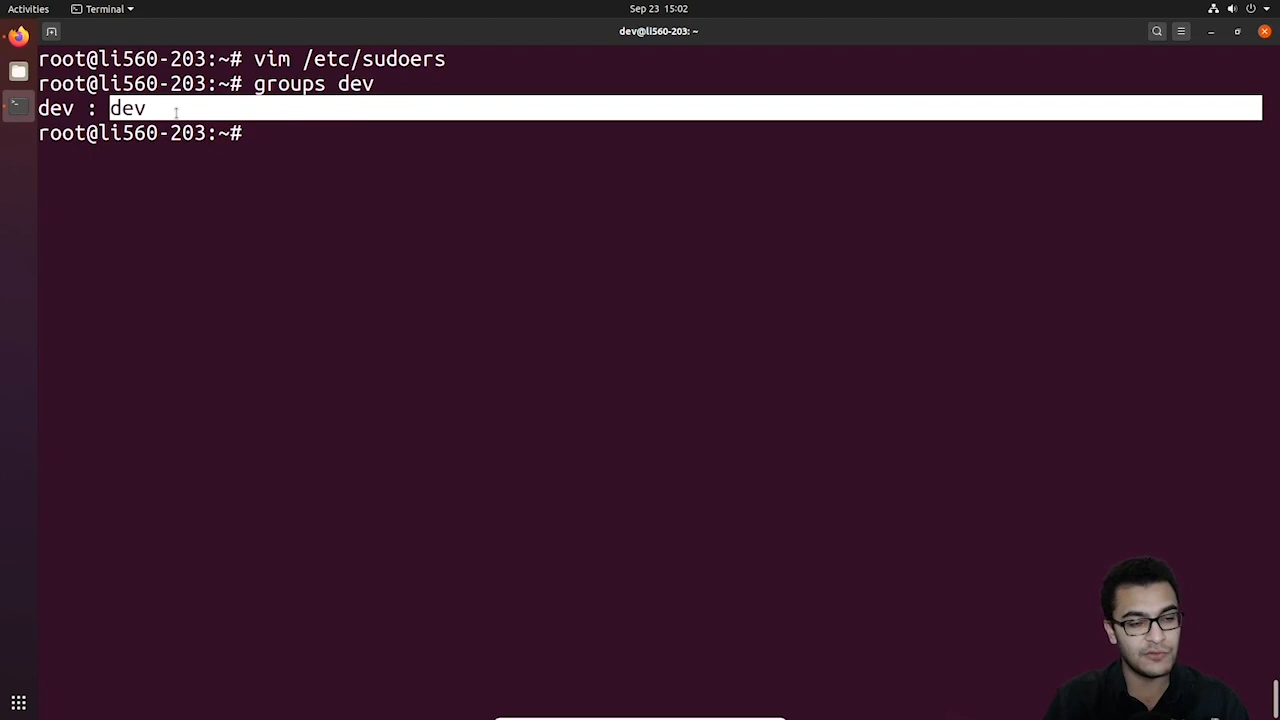 Activities
Terminal
Sep 23 15:02
dev@li560-203: ~
root@li560-203:~# vim /etc/sudoers
root@li560-203:~# groups dev
dev : dev
root@li560-203:~#